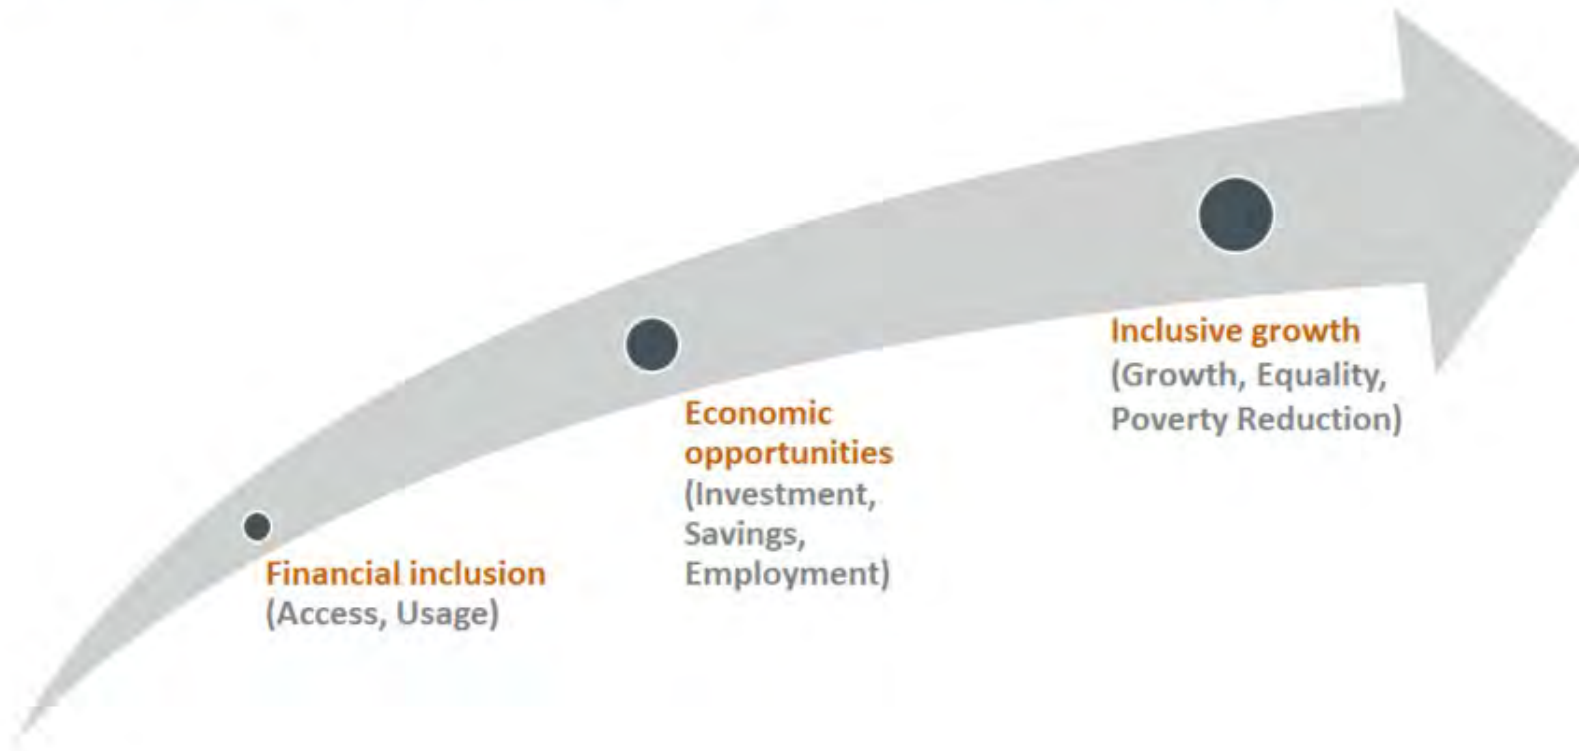 Financial inclusion
(Access, Usage)
Economic
opportunities
(Investment,
Savings,
Employment)
Inclusive growth
(Growth, Equality,
Poverty Reduction)